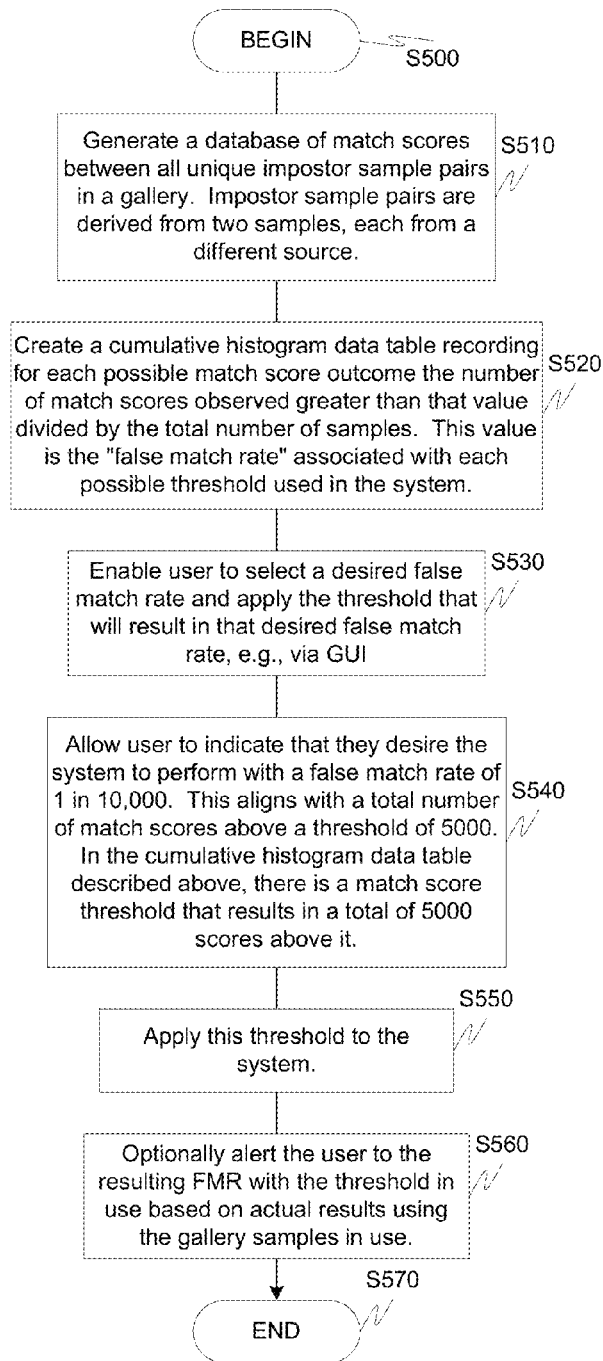 BEGIN
S500
Generate a database of match scores
between all unique impostor sample pairs
in a gallery. Impostor sample pairs are
derived from two samples, each from a
different source.
S510
Create a cumulative histogram data table recording
for each possible match score outcome the number
of match scores observed greater than that value
divided by the total number of samples. This value
is the "false match rate" associated with each
possible threshold used in the system.
S520
Enable user to select a desired false
match rate and apply the threshold that
will result in that desired false match
rate, e.g., via GUI
S530
Allow user to indicate that they desire the
system to perform with a false match rate of
1 in 10,000. This aligns with a total number
of match scores above a threshold of 5000.
In the cumulative histogram data table
described above, there is a match score
threshold that results in a total of 5000
scores above it.
S540
Apply this threshold to the
system.
S550
Optionally alert the user to the
resulting FMR with the threshold in
use based on actual results using
the gallery samples in use.
S560
END
S570